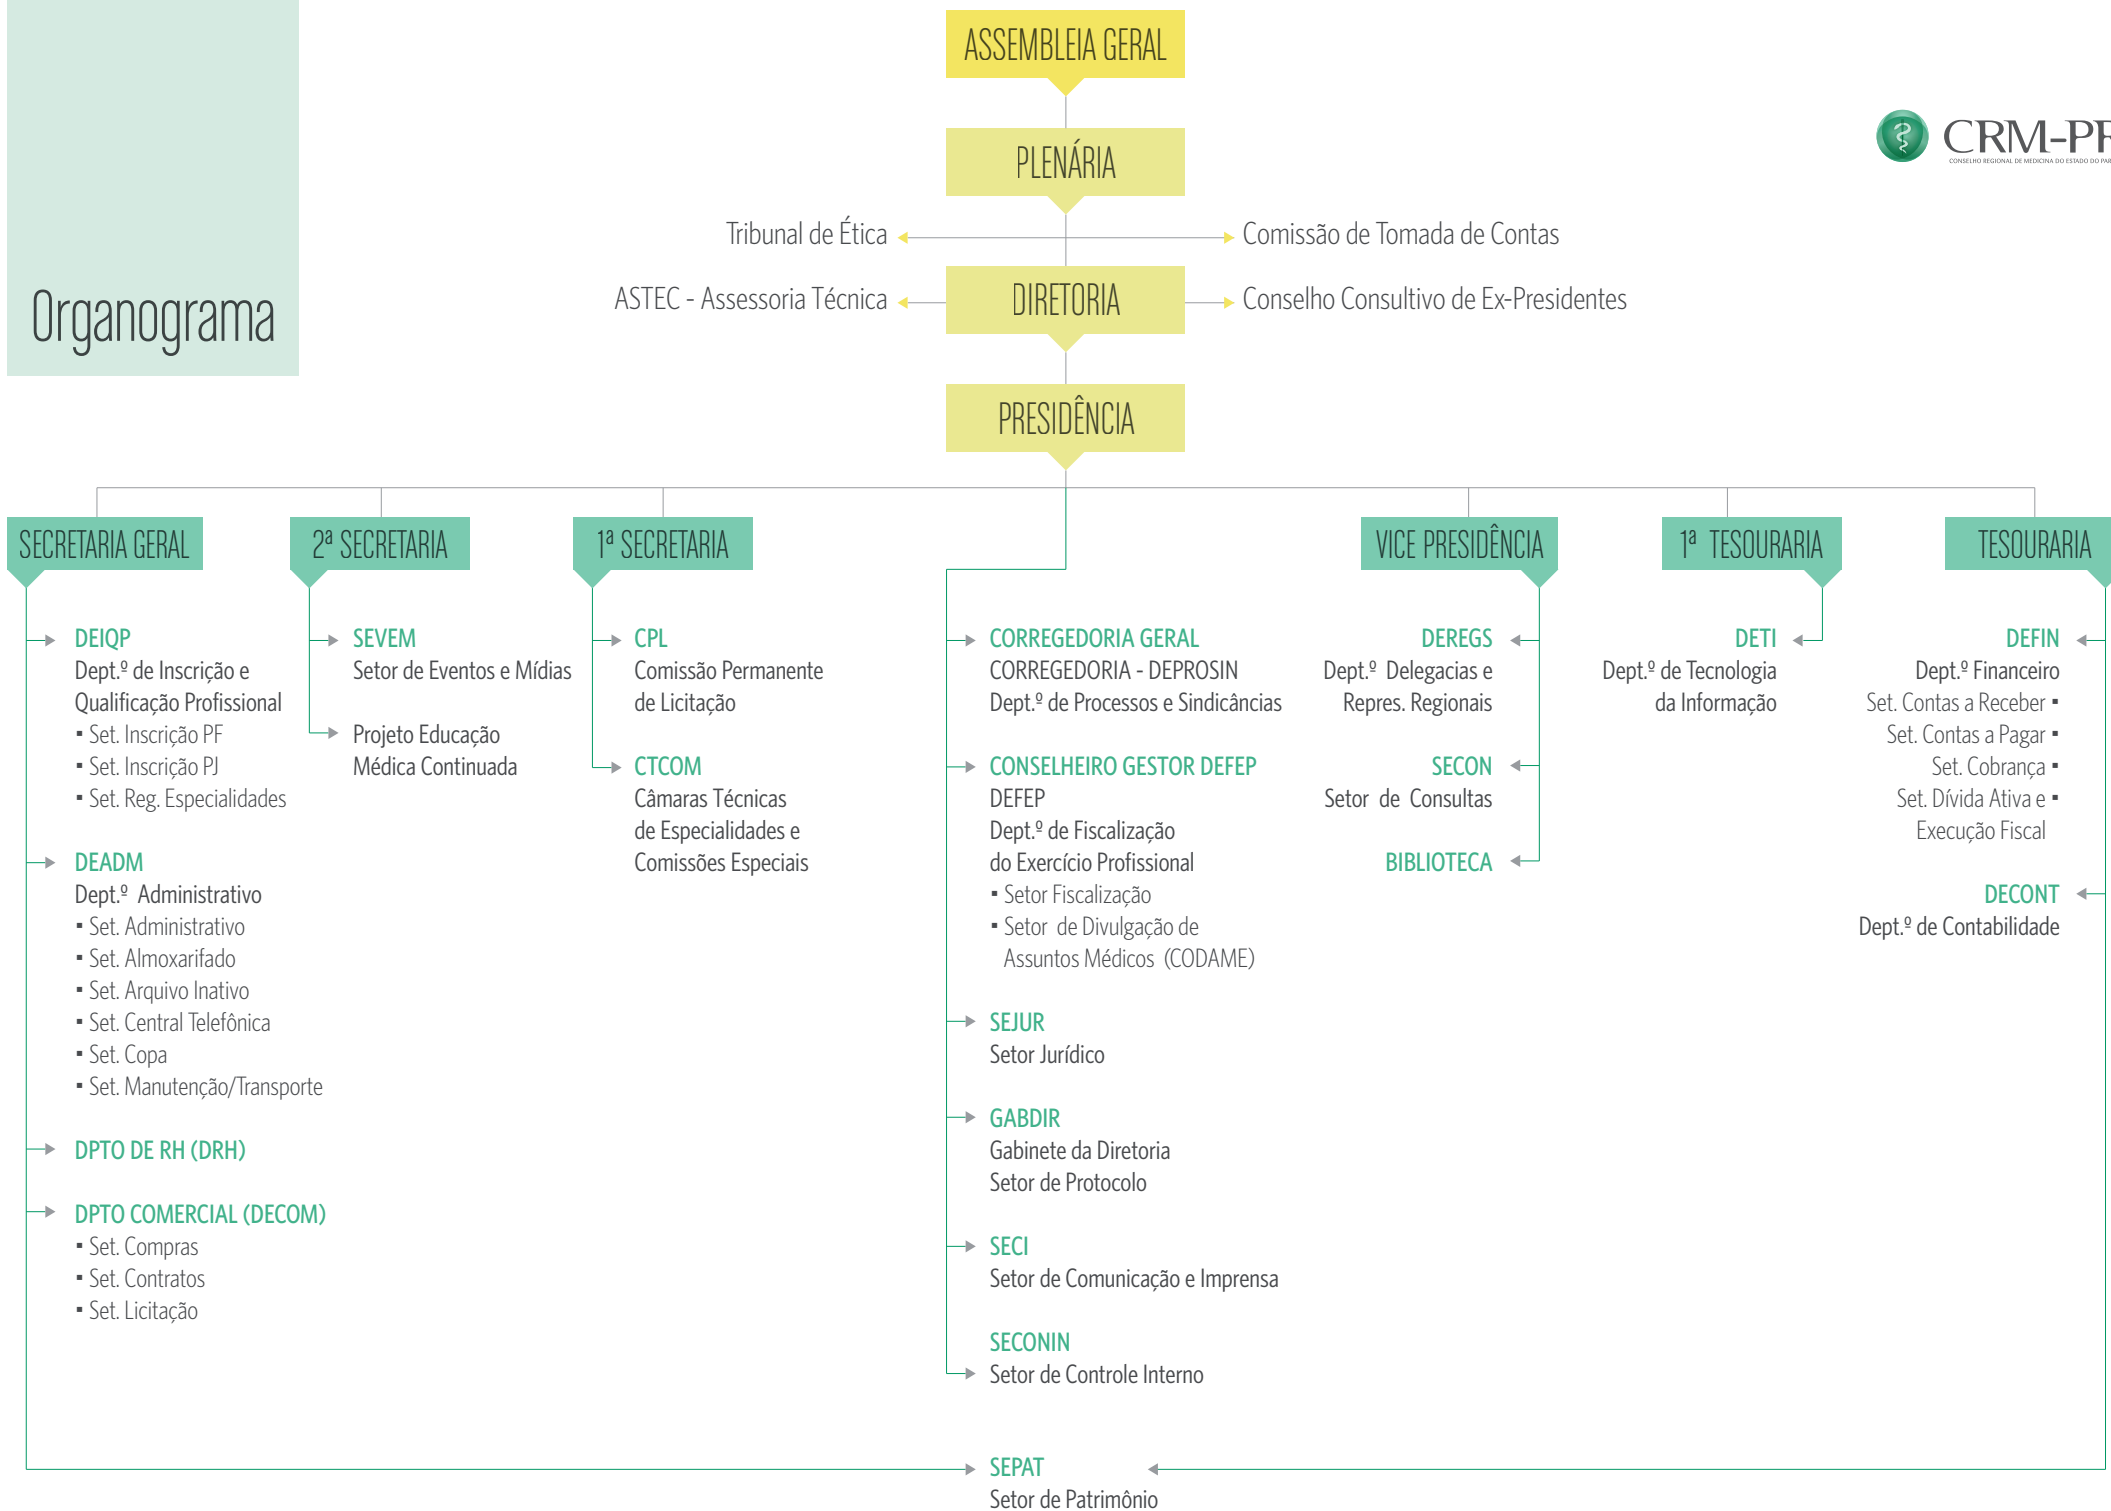 Organograma
ASSEMBLEIA GERAL
PLENÁRIA
Tribunal de Ética
Comissão de Tomada de Contas
ASTEC - Assessoria Técnica
DIRETORIA
Conselho Consultivo de Ex-Presidentes
PRESIDÊNCIA
CRM-PR
CONSELHO REGIONAL DE MEDICINA DO ESTADO DO PAR
SECRETARIA GERAL
DEIQP
Dept.º de Inscrição e
Qualificação Profissional
▪ Set. Inscrição PF
▪ Set. Inscrição PJ
▪ Set. Reg. Especialidades
DEADM
Dept.º Administrativo
▪ Set. Administrativo
▪ Set. Almoxarifado
▪ Set. Arquivo Inativo
▪ Set. Central Telefônica
▪ Set. Copa
▪ Set. Manutenção/Transporte
DPTO DE RH (DRH)
DPTO COMERCIAL (DECOM)
▪ Set. Compras
▪ Set. Contratos
▪ Set. Licitação
2ª SECRETARIA
SEVEM
Setor de Eventos e Mídias
Projeto Educação
Médica Continuada
1ª SECRETARIA
CPL
Comissão Permanente
de Licitação
CTCOM
Câmaras Técnicas
de Especialidades e
Comissões Especiais
CORREGEDORIA GERAL
CORREGEDORIA - DEPROSIN
Dept.º de Processos e Sindicâncias
CONSELHEIRO GESTOR DEFEP
DEFEP
Dept.º de Fiscalização
do Exercício Profissional
▪ Setor Fiscalização
▪ Setor de Divulgação de
Assuntos Médicos (CODAME)
SEJUR
Setor Jurídico
GABDIR
Gabinete da Diretoria
Setor de Protocolo
SECI
Setor de Comunicação e Imprensa
SECONIN
Setor de Controle Interno
SEPAT
Setor de Patrimônio
VICE PRESIDÊNCIA
DEREGS
Dept.º Delegacias e
Repres. Regionais
SECON
Setor de Consultas
BIBLIOTECA
1ª TESOURARIA
DETI
Dept.º de Tecnologia
da Informação
TESOURARIA
DEFIN
Dept.º Financeiro
Set. Contas a Receber ▪
Set. Contas a Pagar ▪
Set. Cobrança ▪
Set. Dívida Ativa e ▪
Execução Fiscal
DECONT
Dept.º de Contabilidade